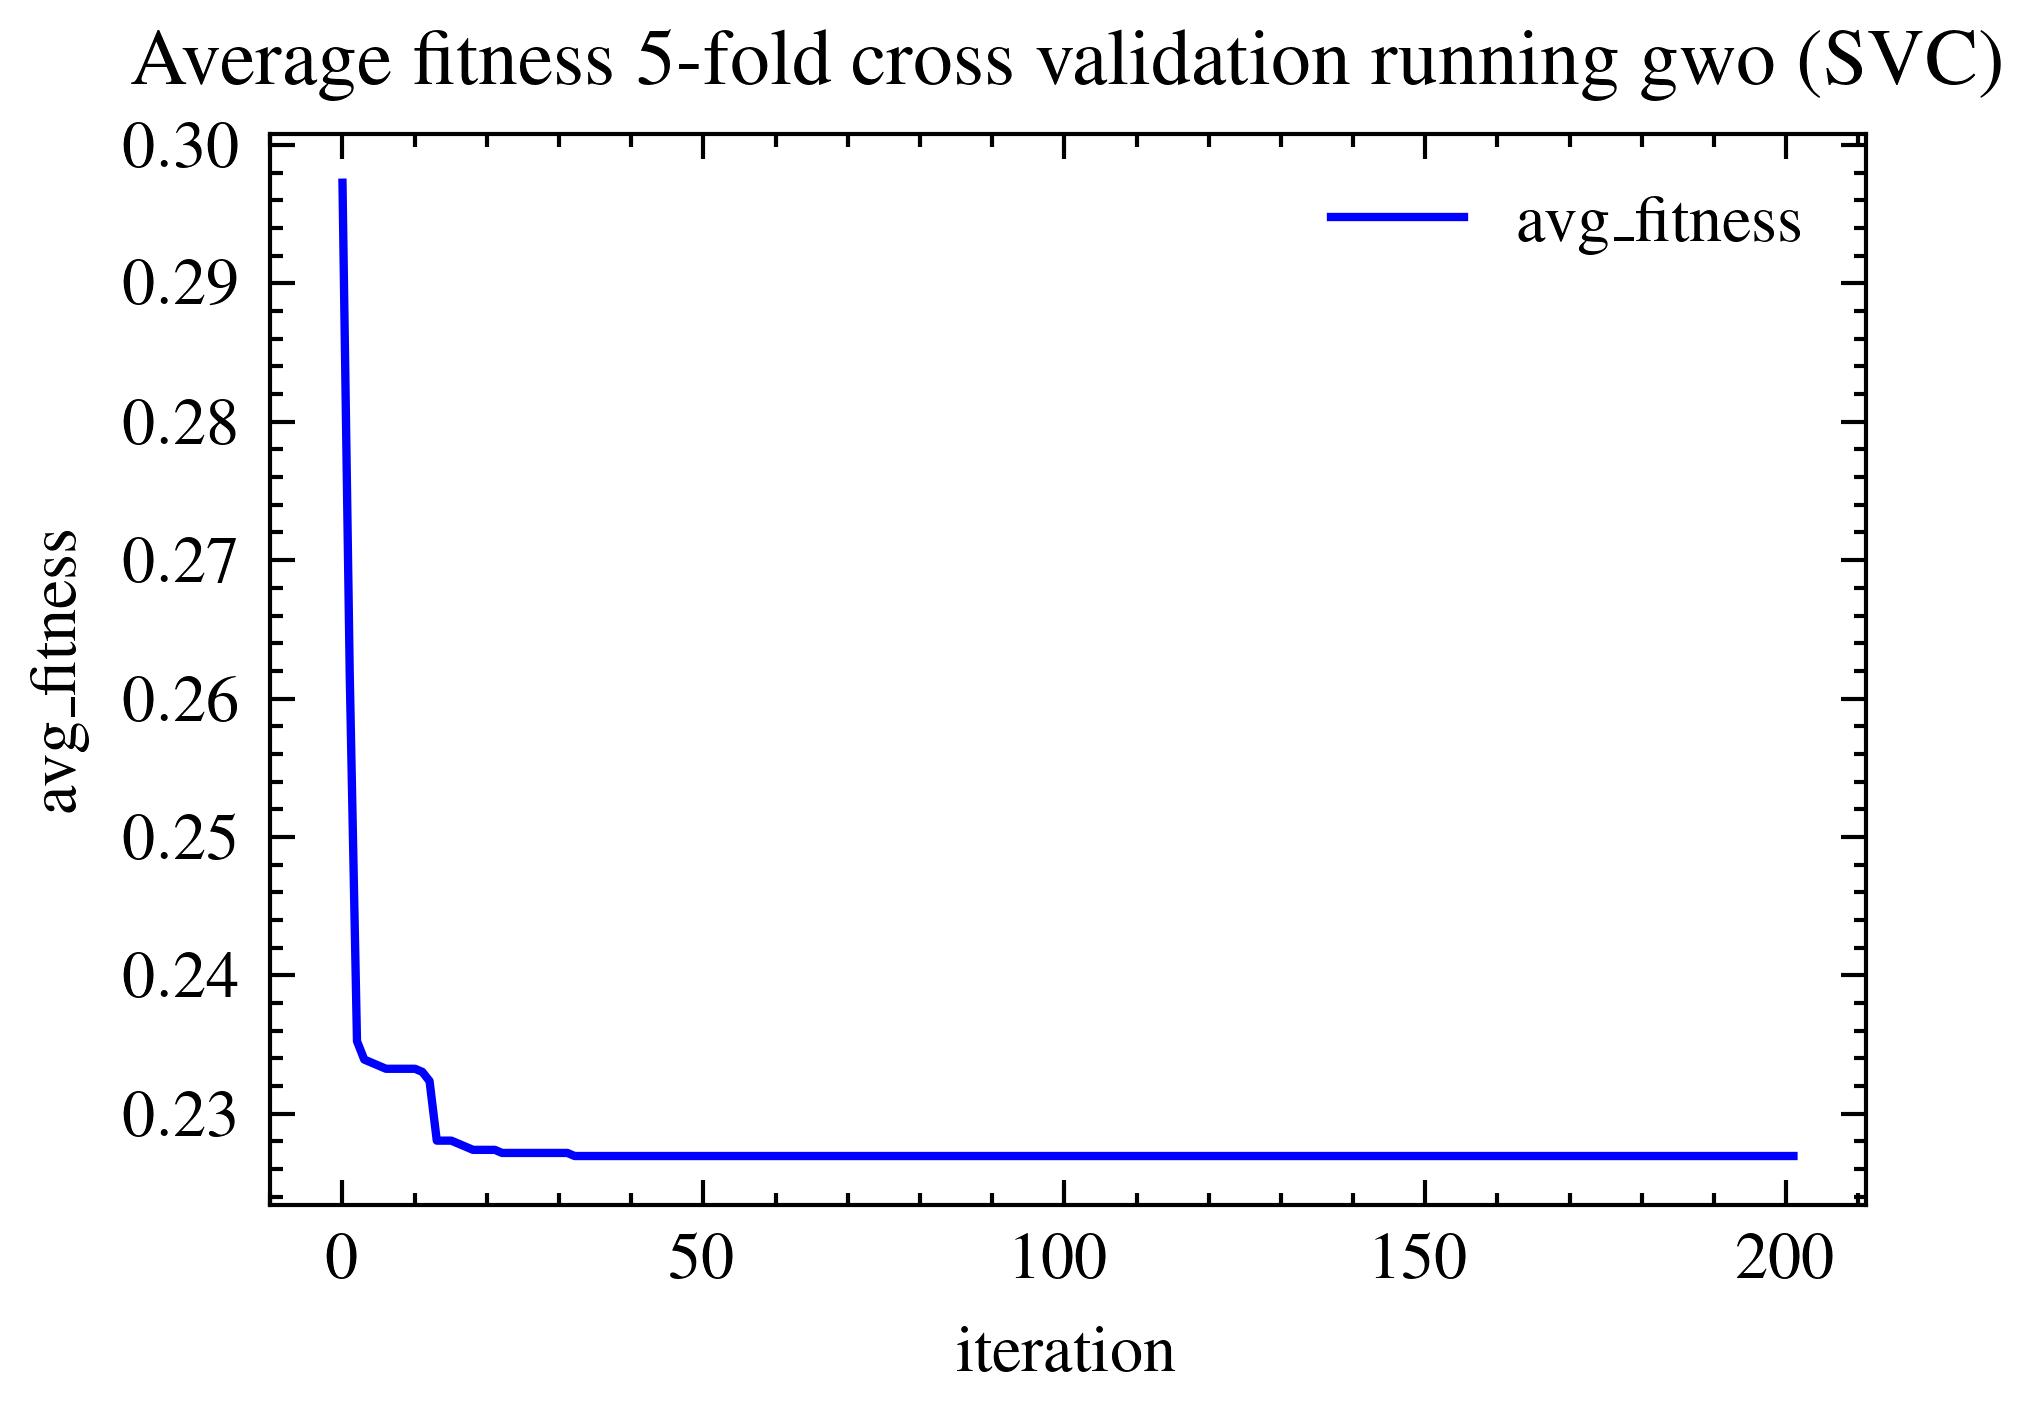 Average fitness 5-fold cross validation running gwo (SVC)
0.30
0.29
0.28
0.27
0.26
0.25
0.24
0.23
avg_fitness
avg_fitness
0 50 100 150 200
iteration